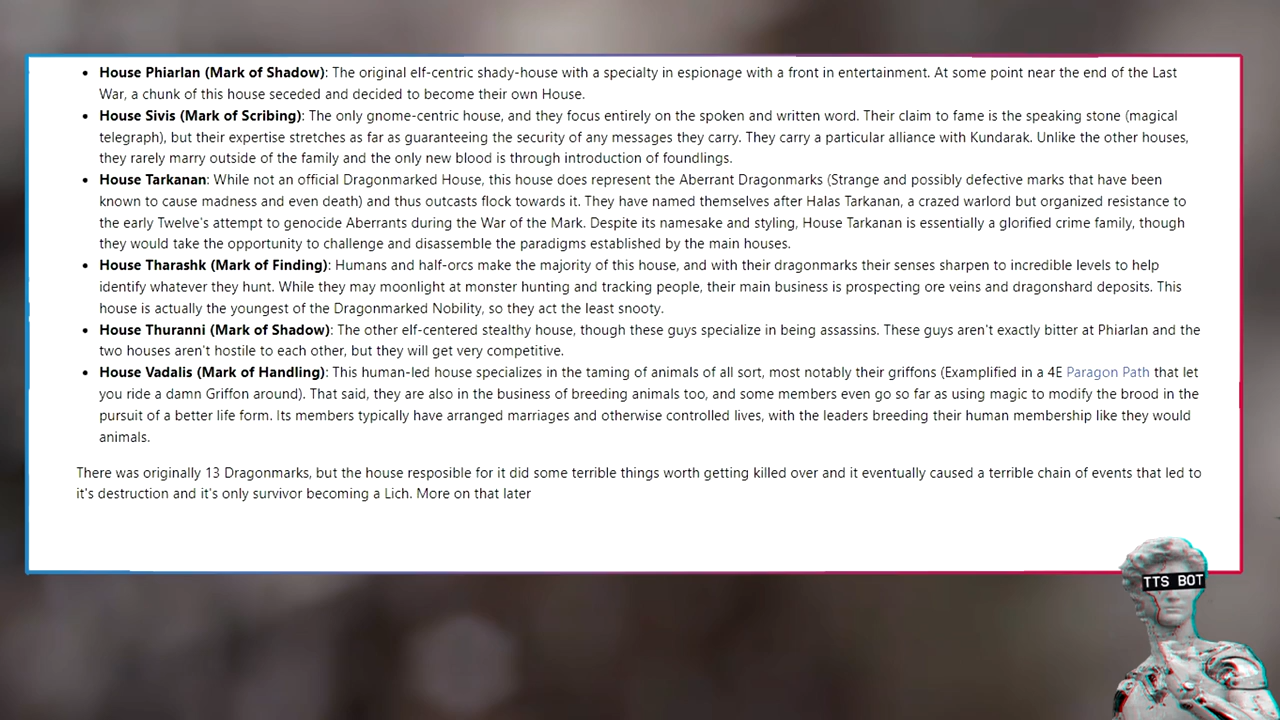 House Phiarlan (Mark of Shadow): The original elf-centric shady-house with a specialty in espionage with a front in entertainment. At some point near the end of the Last
War, a chunk of this house seceded and decided to become their own House.
House Sivis (Mark of Scribing): The only gnome-centric house, and they focus entirely on the spoken and written word. Their claim to fame is the speaking stone (magical
telegraph), but their expertise stretches as far as guaranteeing the security of any messages they carry. They carry a particular alliance with Kundarak. Unlike the other houses,
they rarely marry outside of the family and the only new blood is through introduction of foundlings.
House Tarkanan: While not an official Dragonmarked House, this house does represent the Aberrant Dragonmarks (Strange and possibly defective marks that have been
known to cause madness and even death) and thus outcasts flock towards it. They have named themselves after Halas Tarkanan, a crazed warlord but organized resistance to
the early Twelve's attempt to genocide Aberrants during the War of the Mark. Despite its namesake and styling, House Tarkanan is essentially a glorified crime family, though
they would take the opportunity to challenge and disassemble the paradigms established by the main houses.
House Tharashk (Mark of Finding): Humans and half-orcs make the majority of this house, and with their dragonmarks their senses sharpen to incredible levels to help
identify whatever they hunt. While they may moonlight at monster hunting and tracking people, their main business is prospecting ore veins and dragonshard deposits. This
house is actually the youngest of the Dragonmarked Nobility, so they act the least snooty.
House Thuranni (Mark of Shadow): The other elf-centered stealthy house, though these guys specialize in being assassins. These guys aren't exactly bitter at Phiarlan and the
two houses aren't hostile to each other, but they will get very competitive.
House Vadalis (Mark of Handling): This human-led house specializes in the taming of animals of all sort, most notably their griffons (Examplified in a 4E Paragon Path that let
you ride a damn Griffon around). That said, they are also in the business of breeding animals too, and some members even go so far as using magic to modify the brood in the
pursuit of a better life form. Its members typically have arranged marriages and otherwise controlled lives, with the leaders breeding their human membership like they would
animals.
There was originally 13 Dragonmarks, but the house resposible for it did some terrible things worth getting killed over and it eventually caused a terrible chain of events that led to
it's destruction and it's only survivor becoming a Lich. More on that later
TTS BOT